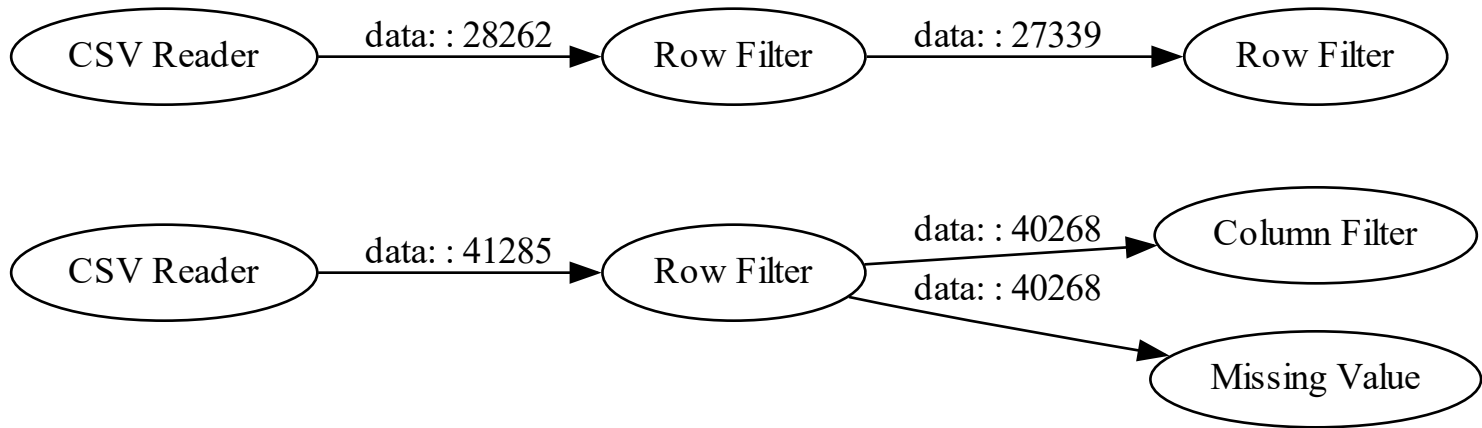 CSV Reader
data: : 28262
Row Filter
data: : 27339
Row Filter
CSV Reader
data: : 41285
Row Filter
data: : 40268
Column Filter
data: : 40268
Missing Value